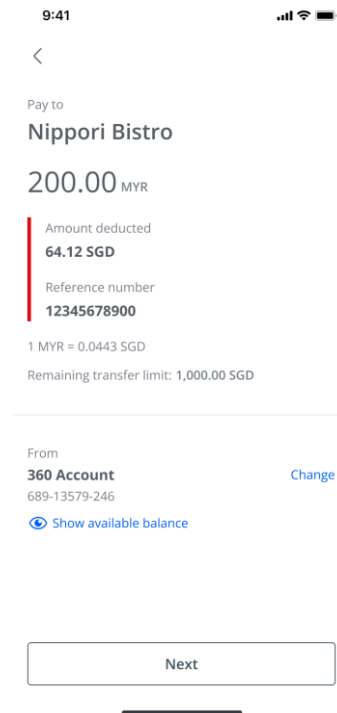 9:41
Pay to
Nippori Bistro
200.00 MYR
Amount deducted
64.12 SGD
Reference number
12345678900
1 MYR = 0.0443 SGD
Remaining transfer limit: 1,000.00 SGD
From
360 Account
Change
689-13579-246
Show available balance
Next